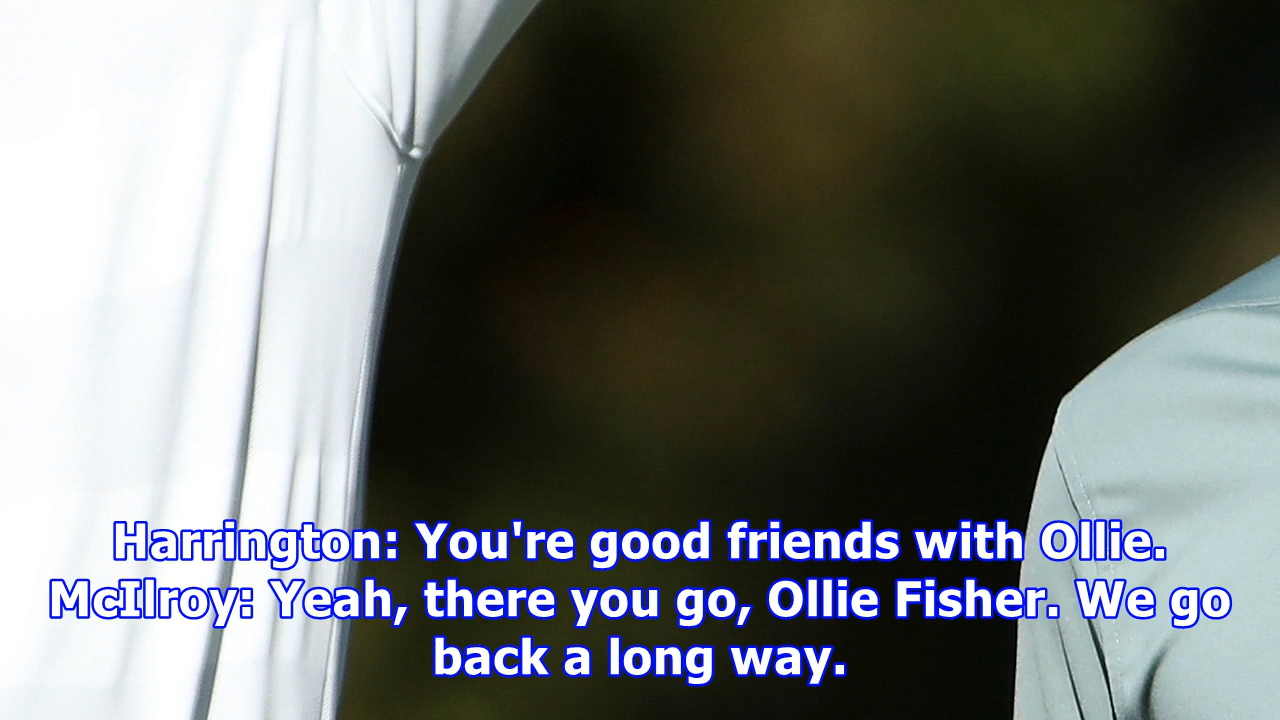 Harrington: You're good friends with Ollie.
McIlroy: Yeah, there you go, Ollie Fisher. We go
back a long way.